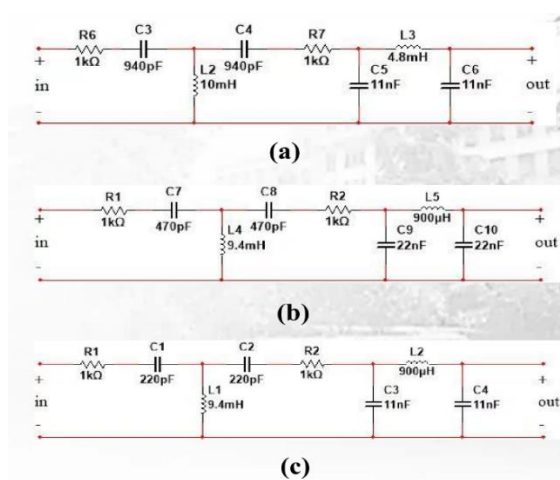 R6 C3 C4 R7 L3
+ 1kΩ 940pF L2 940pF 1kΩ 4.8mH +
in 10mH C5 C6 out
- 11nF 11nF -
(a)
R1 C7 C8 R2 L5
+ 1kΩ 470pF L4 470pF 1kΩ 900μH +
in 9.4mH C9 C10 out
- 22nF 22nF -
(b)
R1 C1 C2 R2 L2
+ 1kΩ 220pF L1 220pF 1kΩ 900μH +
in 9.4mH C3 C4 out
- 11nF 11nF -
(c)